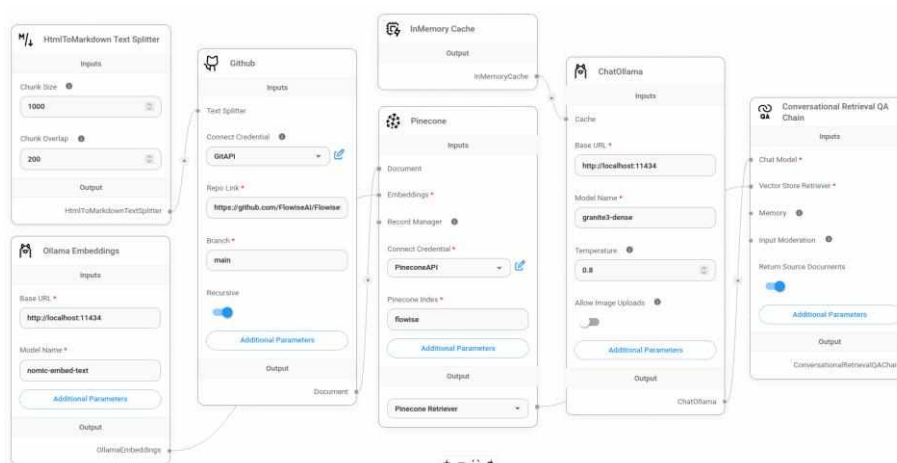 HtmlToMarkdown Text Splitter
Inputs
Chunk Size
1000
Chunk Overlap
200
Output
HtmlToMarkdownTextSplitter
Ollama Embeddings
Inputs
Base URL *
http://localhost:11434
Model Name *
nomic-embed-text
Additional Parameters
Output
OllamaEmbeddings
Github
Inputs
Text Splitter
Connect Credential
GitAPI
Repo Link *
https://github.com/FlowiseAI/Flowise
Branch *
main
Recursive
Additional Parameters
Output
Document
InMemory Cache
Output
InMemoryCache
Pinecone
Inputs
Document
Embeddings *
Record Manager
Connect Credential *
PineconeAPI
Pinecone Index *
flowise
Additional Parameters
Output
Pinecone Retriever
ChatOllama
Inputs
Cache
Base URL *
http://localhost:11434
Model Name *
granite3-dense
Temperature
0.8
Allow Image Uploads
Additional Parameters
Output
ChatOllama
QA
Conversational Retrieval QA
Chain
Inputs
Chat Model *
Vector Store Retriever *
Memory
Input Moderation
Return Source Documents
Additional Parameters
Output
ConversationalRetrievalQAChain